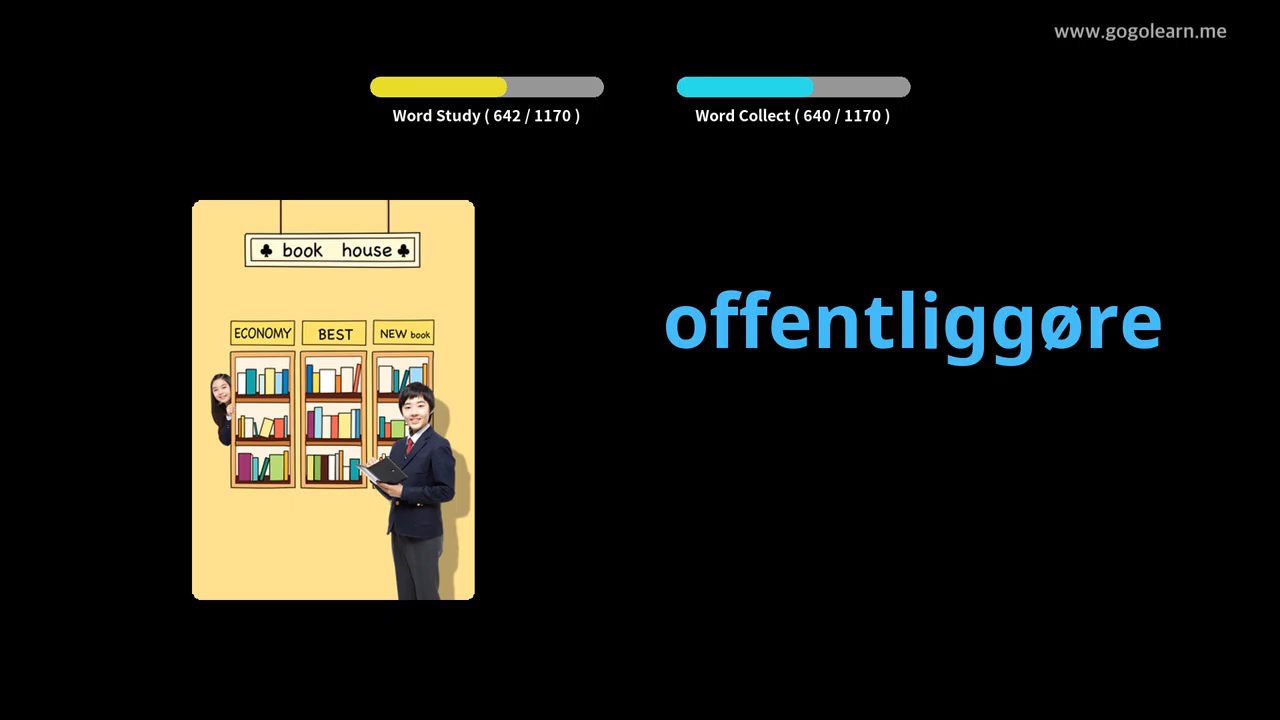 www.gogolearn.me
Word Study ( 642 / 1170 )
Word Collect ( 640 / 1170 )
♣ book house ♣
ECONOMY
BEST
NEW book
offentliggøre